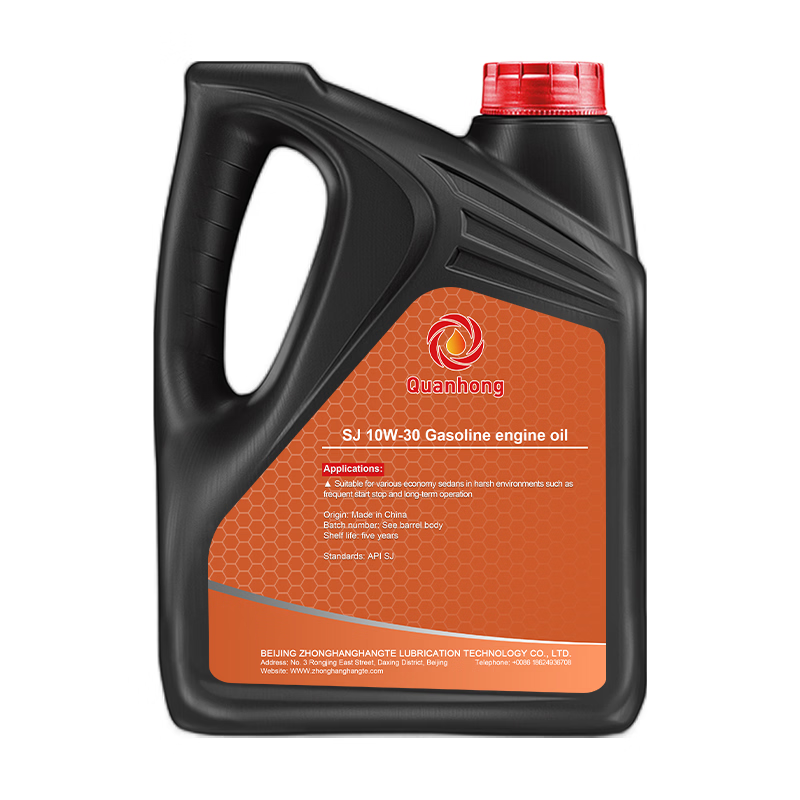 Quanhong
SJ 10W-30 Gasoline engine oil
Applications:
▲ Suitable for various economy sedans in harsh environments such as
frequent start stop and long-term operation
Origin: Made in China
Batch number: See barrel body
Shelf life: five years
Standards: API SJ
BEIJING ZHONGHANGHANGTE LUBRICATION TECHNOLOGY CO., LTD.
Address: No. 3 Rongjing East Street, Daxing District, Beijing Telephone: +0086 18624936708
Website: WWW.zhonghanghangte.com